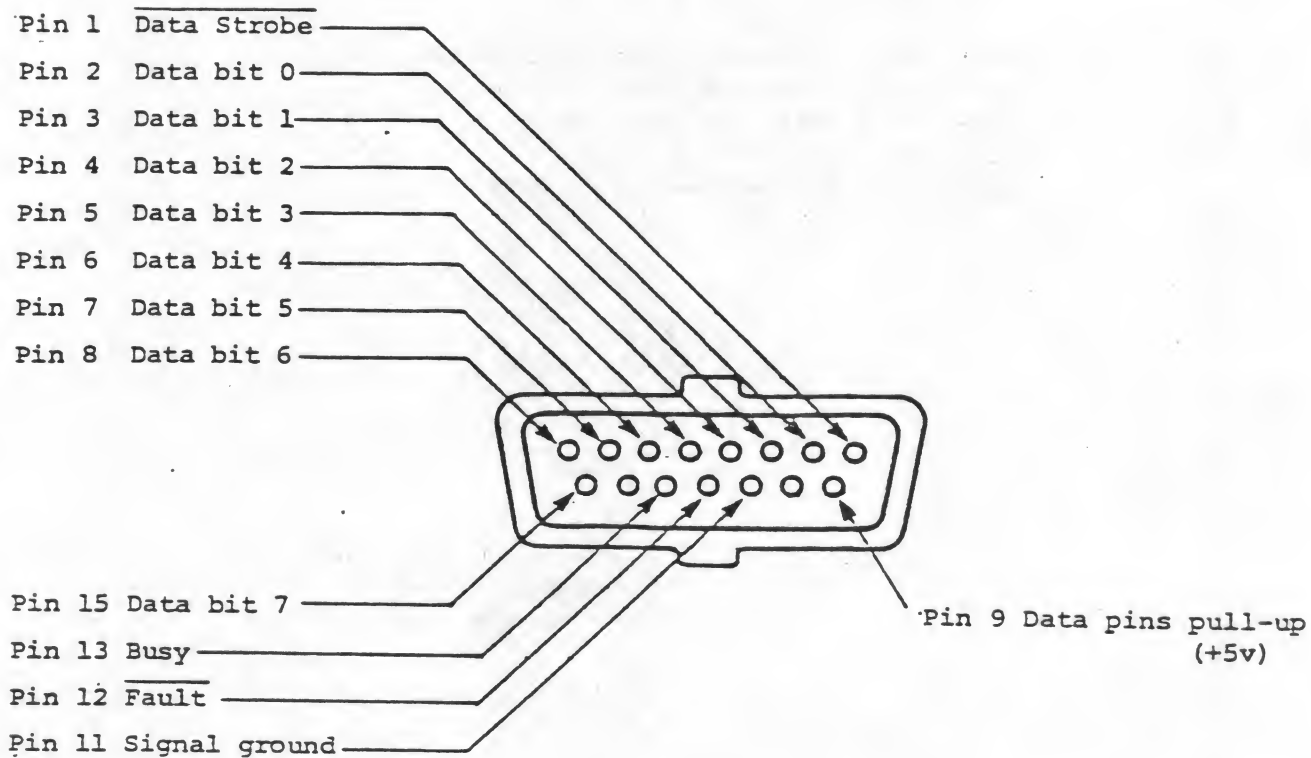 Pin 1 Data Strobe
Pin 2 Data bit 0
Pin 3 Data bit 1
Pin 4 Data bit 2
Pin 5 Data bit 3
Pin 6 Data bit 4
Pin 7 Data bit 5
Pin 8 Data bit 6
Pin 15 Data bit 7
Pin 13 Busy
Pin 12 Fault
Pin 11 Signal ground
Pin 9 Data pins pull-up
(+5v)